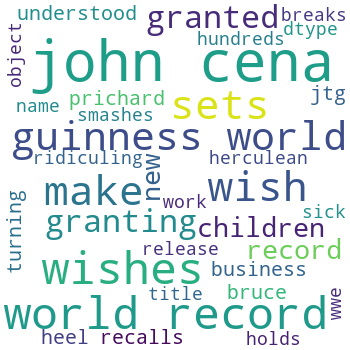 understood
granted
breaks
hundreds
dtype
object
john cena
name
prichard
sets
jtg
smashes
guinness world
ridiculing
herculean
make
new
wish
work
turning
granting
children
sick
release
record
wishes
business
title
bruce
wwe
world record
heel
recalls
holds